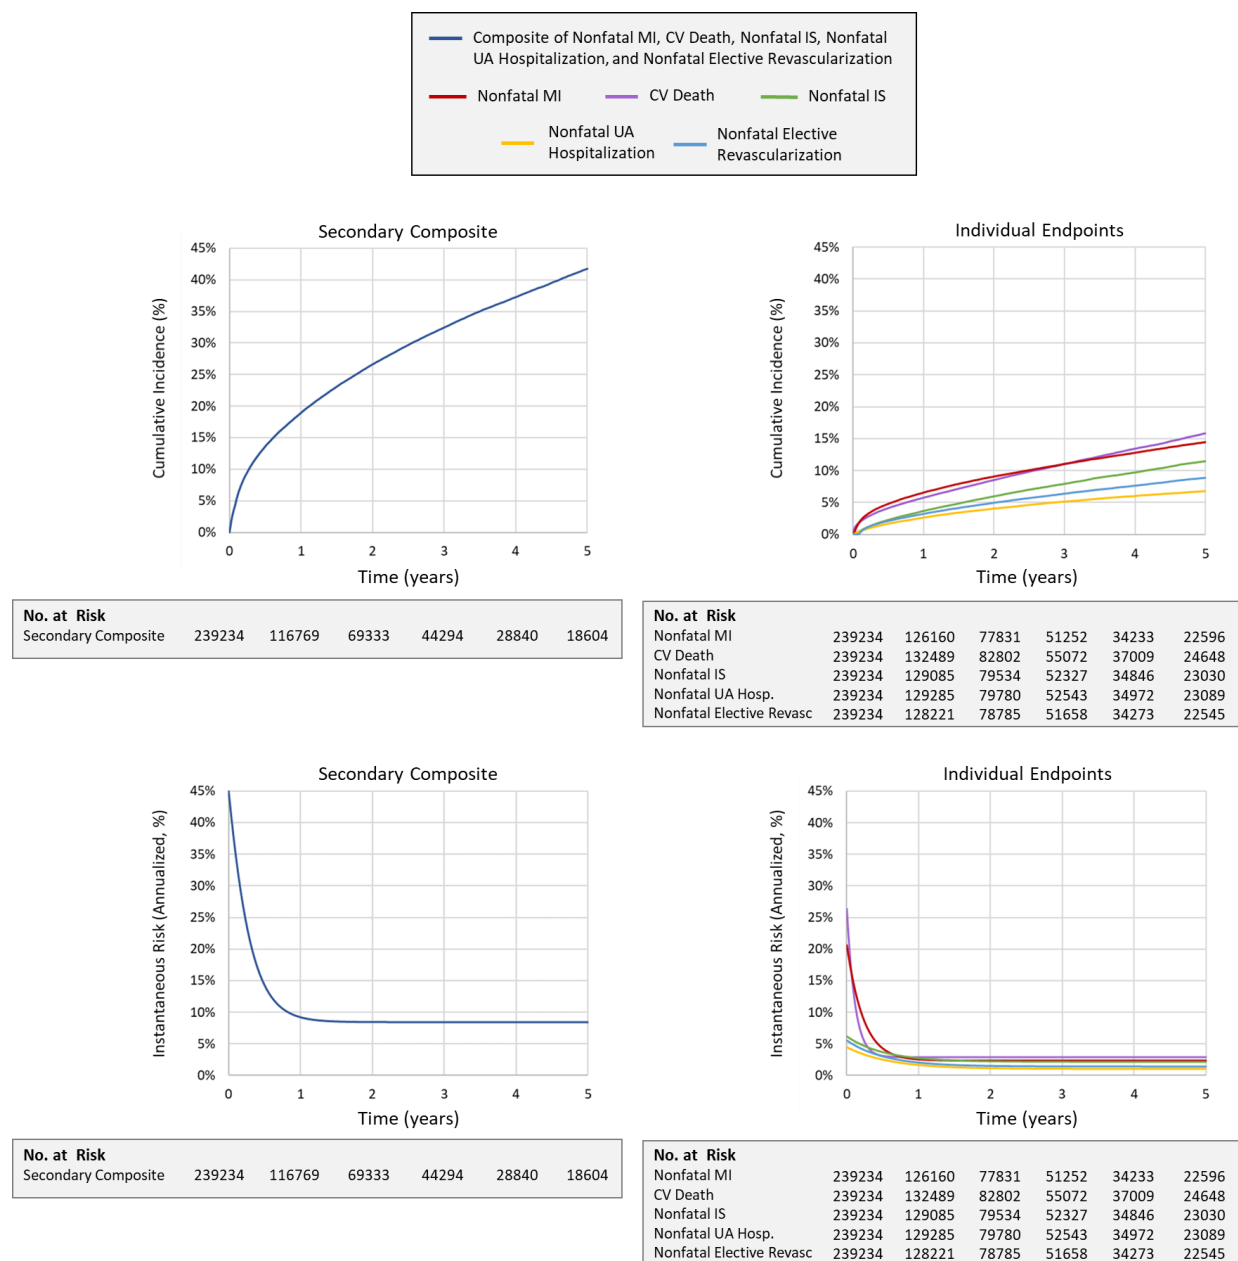 Composite of Nonfatal MI, CV Death, Nonfatal IS, Nonfatal
UA Hospitalization, and Nonfatal Elective Revascularization
Nonfatal MI
CV Death
Nonfatal IS
Nonfatal UA
Hospitalization
Nonfatal Elective
Revascularization
Secondary Composite
Cumulative Incidence (%)
45%
40%
35%
30%
25%
20%
15%
10%
5%
0%
0 1 2 3 4 5
Time (years)
Individual Endpoints
Cumulative Incidence (%)
45%
40%
35%
30%
25%
20%
15%
10%
5%
0%
0 1 2 3 4 5
Time (years)
No. at Risk
Secondary Composite 239234 116769 69333 44294 28840 18604
No. at Risk
Nonfatal MI 239234 126160 77831 51252 34233 22596
CV Death 239234 132489 82802 55072 37009 24648
Nonfatal IS 239234 129085 79534 52327 34846 23030
Nonfatal UA Hosp. 239234 129285 79780 52543 34972 23089
Nonfatal Elective Revasc 239234 128221 78785 51658 34273 22545
Secondary Composite
Instantaneous Risk (Annualized, %)
45%
40%
35%
30%
25%
20%
15%
10%
5%
0%
0 1 2 3 4 5
Time (years)
Individual Endpoints
Instantaneous Risk (Annualized, %)
45%
40%
35%
30%
25%
20%
15%
10%
5%
0%
0 1 2 3 4 5
Time (years)
No. at Risk
Secondary Composite 239234 116769 69333 44294 28840 18604
No. at Risk
Nonfatal MI 239234 126160 77831 51252 34233 22596
CV Death 239234 132489 82802 55072 37009 24648
Nonfatal IS 239234 129085 79534 52327 34846 23030
Nonfatal UA Hosp. 239234 129285 79780 52543 34972 23089
Nonfatal Elective Revasc 239234 128221 78785 51658 34273 22545